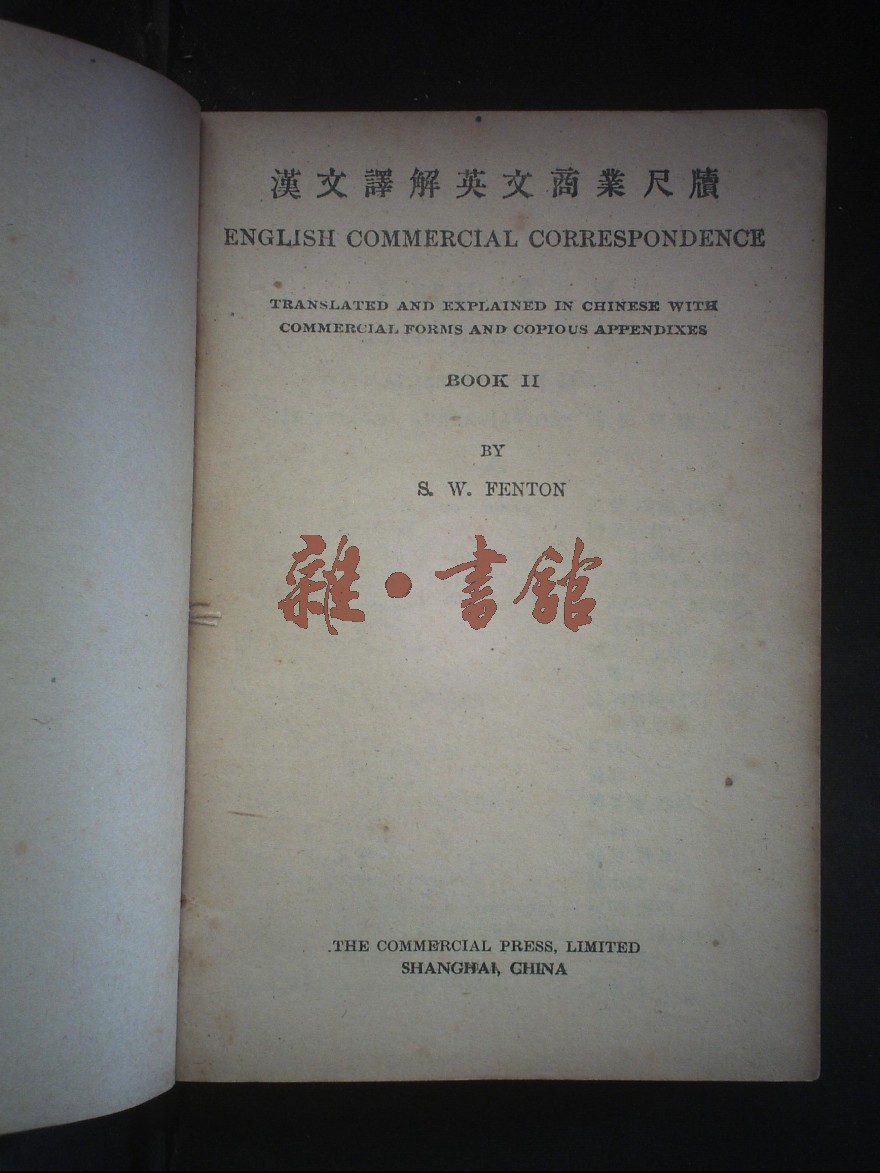 漢文譯解英文商業尺牘
ENGLISH COMMERCIAL CORRESPONDENCE
TRANSLATED AND EXPLAINED IN CHINESE WITH
COMMERCIAL FORMS AND COPIOUS APPENDIXES
BOOK II
BY
S. W. FENTON
雜·書館
THE COMMERCIAL PRESS, LIMITED
SHANGHAI, CHINA